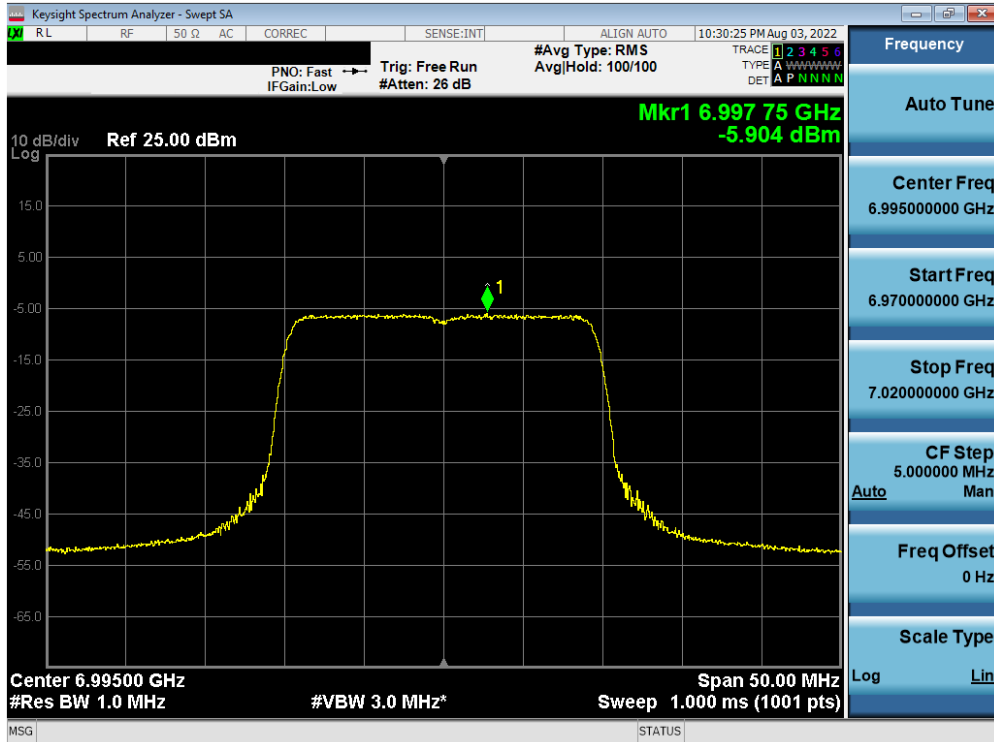 Keysight Spectrum Analyzer - Swept SA
LXI RL RF 50 Ω AC CORREC SENSE:INT ALIGN AUTO 10:30:25 PM Aug 03, 2022
PNO: Fast
IFGain:Low
Trig: Free Run
#Atten: 26 dB
#Avg Type: RMS
Avg|Hold: 100/100
TRACE 1 2 3 4 5 6
TYPE A WWWWW
DET A P N N N N
Mkr1 6.997 75 GHz
-5.904 dBm
10 dB/div Ref 25.00 dBm
Log
15.0
5.00
-5.00
-15.0
-25.0
-35.0
-45.0
-55.0
-65.0
1
Center 6.99500 GHz
Span 50.00 MHz
#Res BW 1.0 MHz
#VBW 3.0 MHz*
Sweep 1.000 ms (1001 pts)
MSG
STATUS
Frequency
Auto Tune
Center Freq
6.995000000 GHz
Start Freq
6.970000000 GHz
Stop Freq
7.020000000 GHz
CF Step
5.000000 MHz
Auto Man
Freq Offset
0 Hz
Scale Type
Log Lin